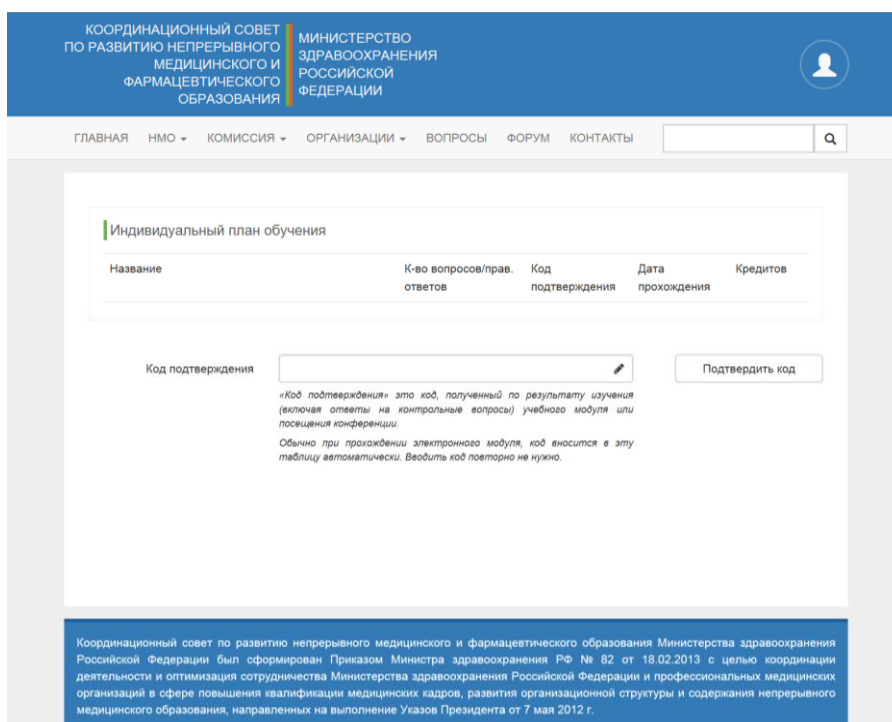 КООРДИНАЦИОННЫЙ СОВЕТ
ПО РАЗВИТИЮ НЕПРЕРЫВНОГО
МЕДИЦИНСКОГО И
ФАРМАЦЕВТИЧЕСКОГО
ОБРАЗОВАНИЯ
МИНИСТЕРСТВО
ЗДРАВООХРАНЕНИЯ
РОССИЙСКОЙ
ФЕДЕРАЦИИ
ГЛАВНАЯ НМО КОМИССИЯ ОРГАНИЗАЦИИ ВОПРОСЫ ФОРУМ КОНТАКТЫ
Индивидуальный план обучения
Название К-во вопросов/прав. Код Дата Кредитов
ответов подтверждения прохождения
Код подтверждения Подтвердить код
«Код подтверждения» это код, полученный по результату изучения
(включая ответы на контрольные вопросы) учебного модуля или
посещения конференции.
Обычно при прохождении электронного модуля, код вносится в эту
таблицу автоматически. Вводить код повторно не нужно.
Координационный совет по развитию непрерывного медицинского и фармацевтического образования Министерства здравоохранения
Российской Федерации был сформирован Приказом Министра здравоохранения РФ № 82 от 18.02.2013 с целью координации
деятельности и оптимизация сотрудничества Министерства здравоохранения Российской Федерации и профессиональных медицинских
организаций в сфере повышения квалификации медицинских кадров, развития организационной структуры и содержания непрерывного
медицинского образования, направленных на выполнение Указов Президента от 7 мая 2012 г.